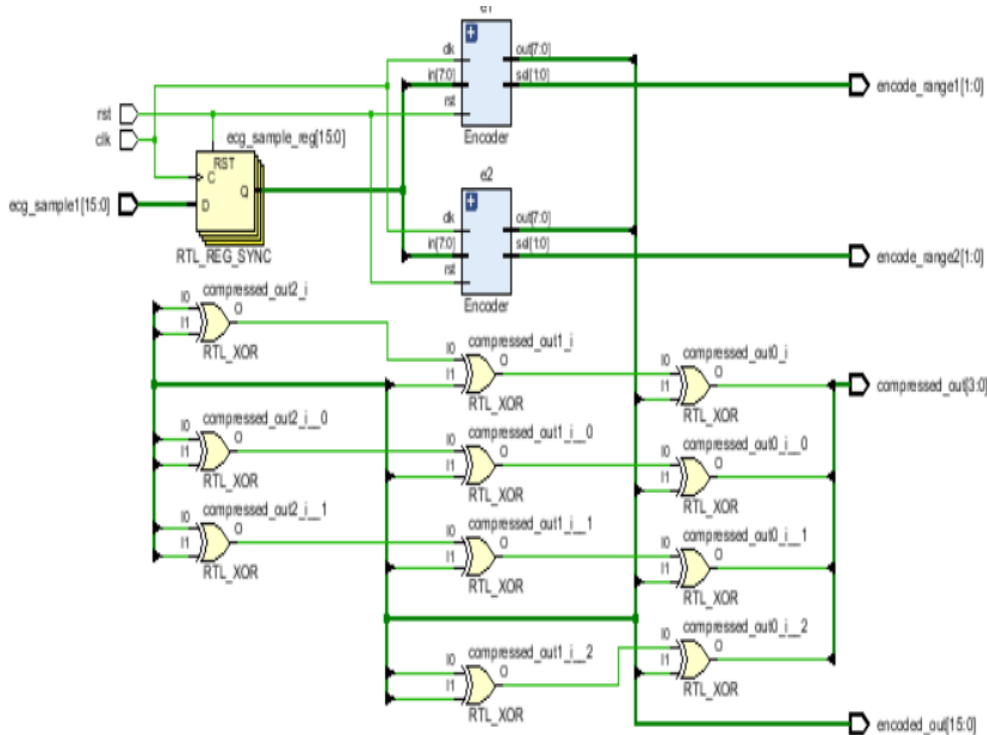 e1
clk
in[7:0]
rst
out[7:0]
sel[1:0]
Encoder
encode_range1[1:0]
rst
clk
ecg_sample_reg[15:0]
RST
C
Q
D
ecg_sample1[15:0]
RTL_REG_SYNC
e2
clk
in[7:0]
rst
out[7:0]
sel[1:0]
Encoder
encode_range2[1:0]
compressed_out2_i
I0
I1
O
RTL_XOR
compressed_out1_i
I0
I1
O
RTL_XOR
compressed_out0_i
I0
I1
O
RTL_XOR
compressed_out[3:0]
compressed_out2_i__0
I0
I1
O
RTL_XOR
compressed_out1_i__0
I0
I1
O
RTL_XOR
compressed_out0_i__0
I0
I1
O
RTL_XOR
compressed_out2_i__1
I0
I1
O
RTL_XOR
compressed_out1_i__1
I0
I1
O
RTL_XOR
compressed_out0_i__1
I0
I1
O
RTL_XOR
compressed_out1_i__2
I0
I1
O
RTL_XOR
compressed_out0_i__2
I0
I1
O
RTL_XOR
encoded_out[15:0]